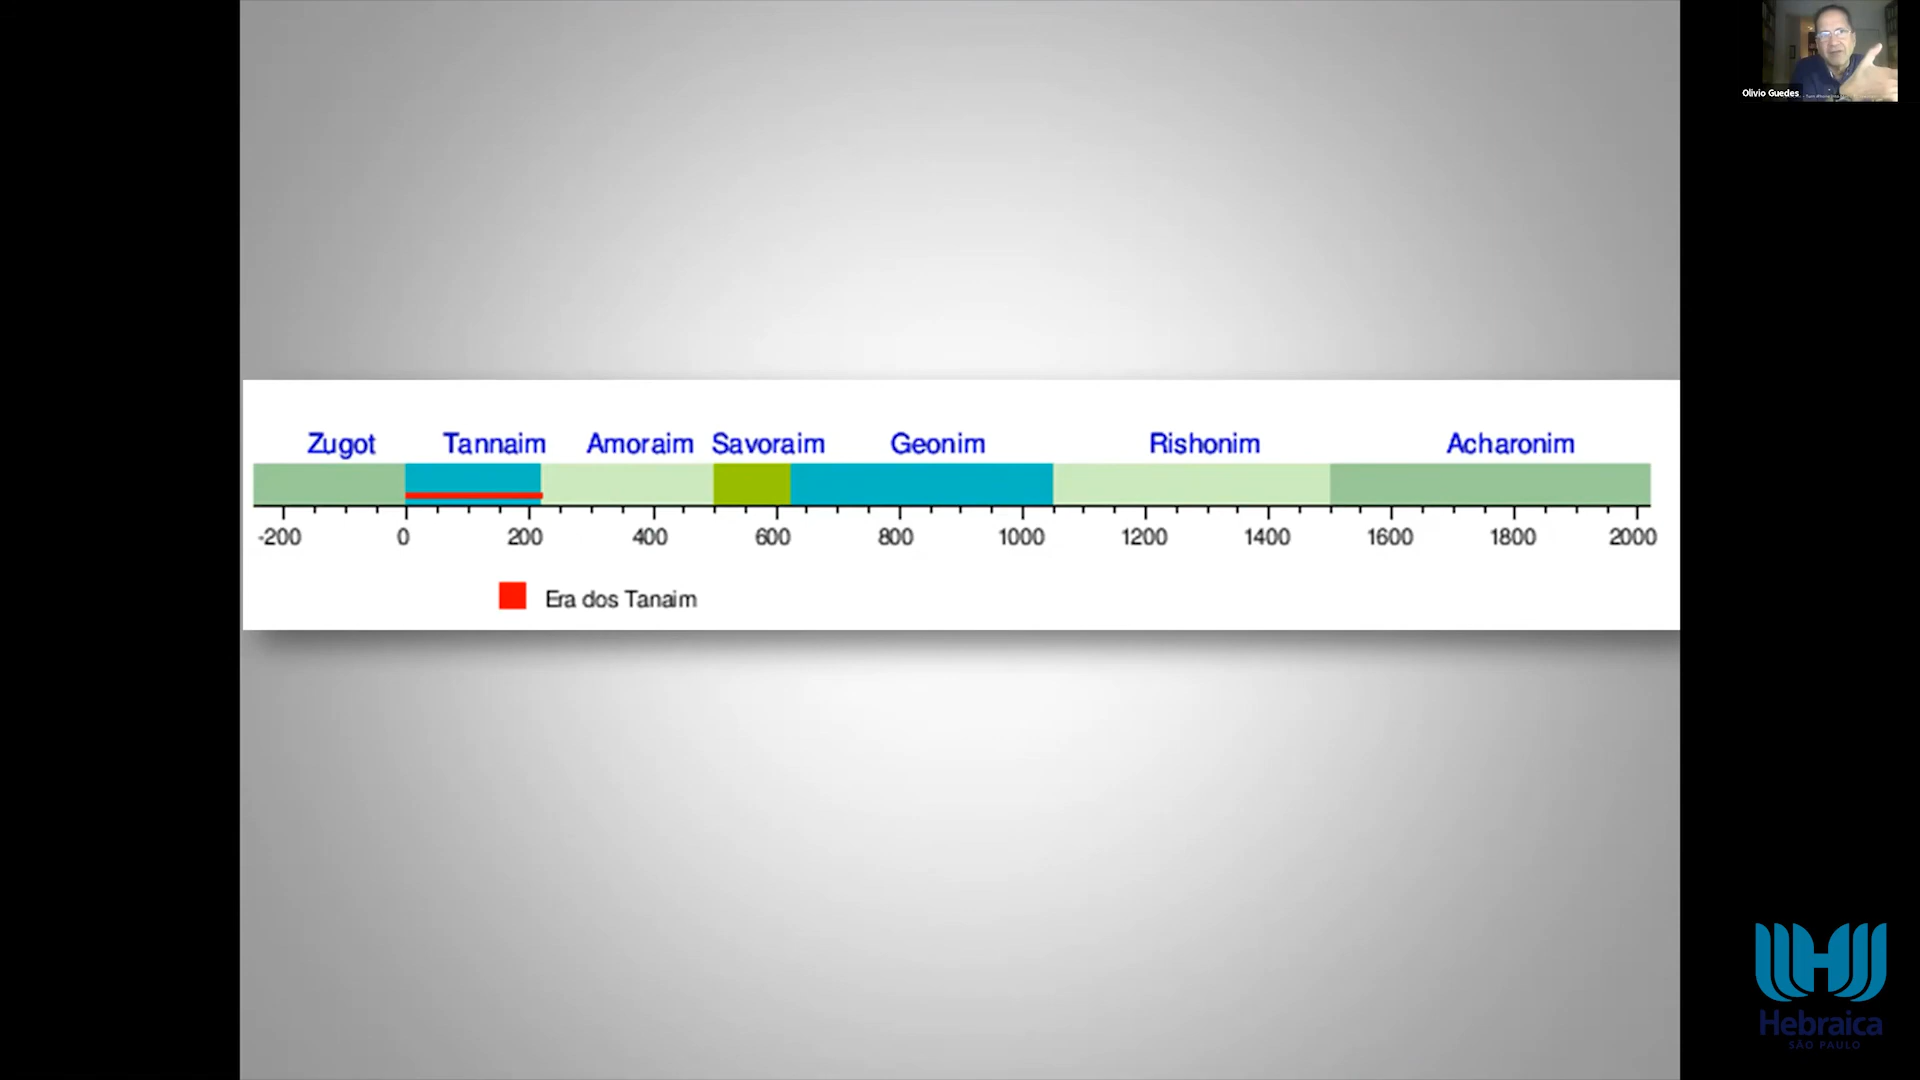 Olivio Guedes
Zugot Tannaim Amoraim Savoraim Geonim Rishonim Acharonim
-200 0 200 400 600 800 1000 1200 1400 1600 1800 2000
Era dos Tanaim
Hebraica
SÃO PAULO